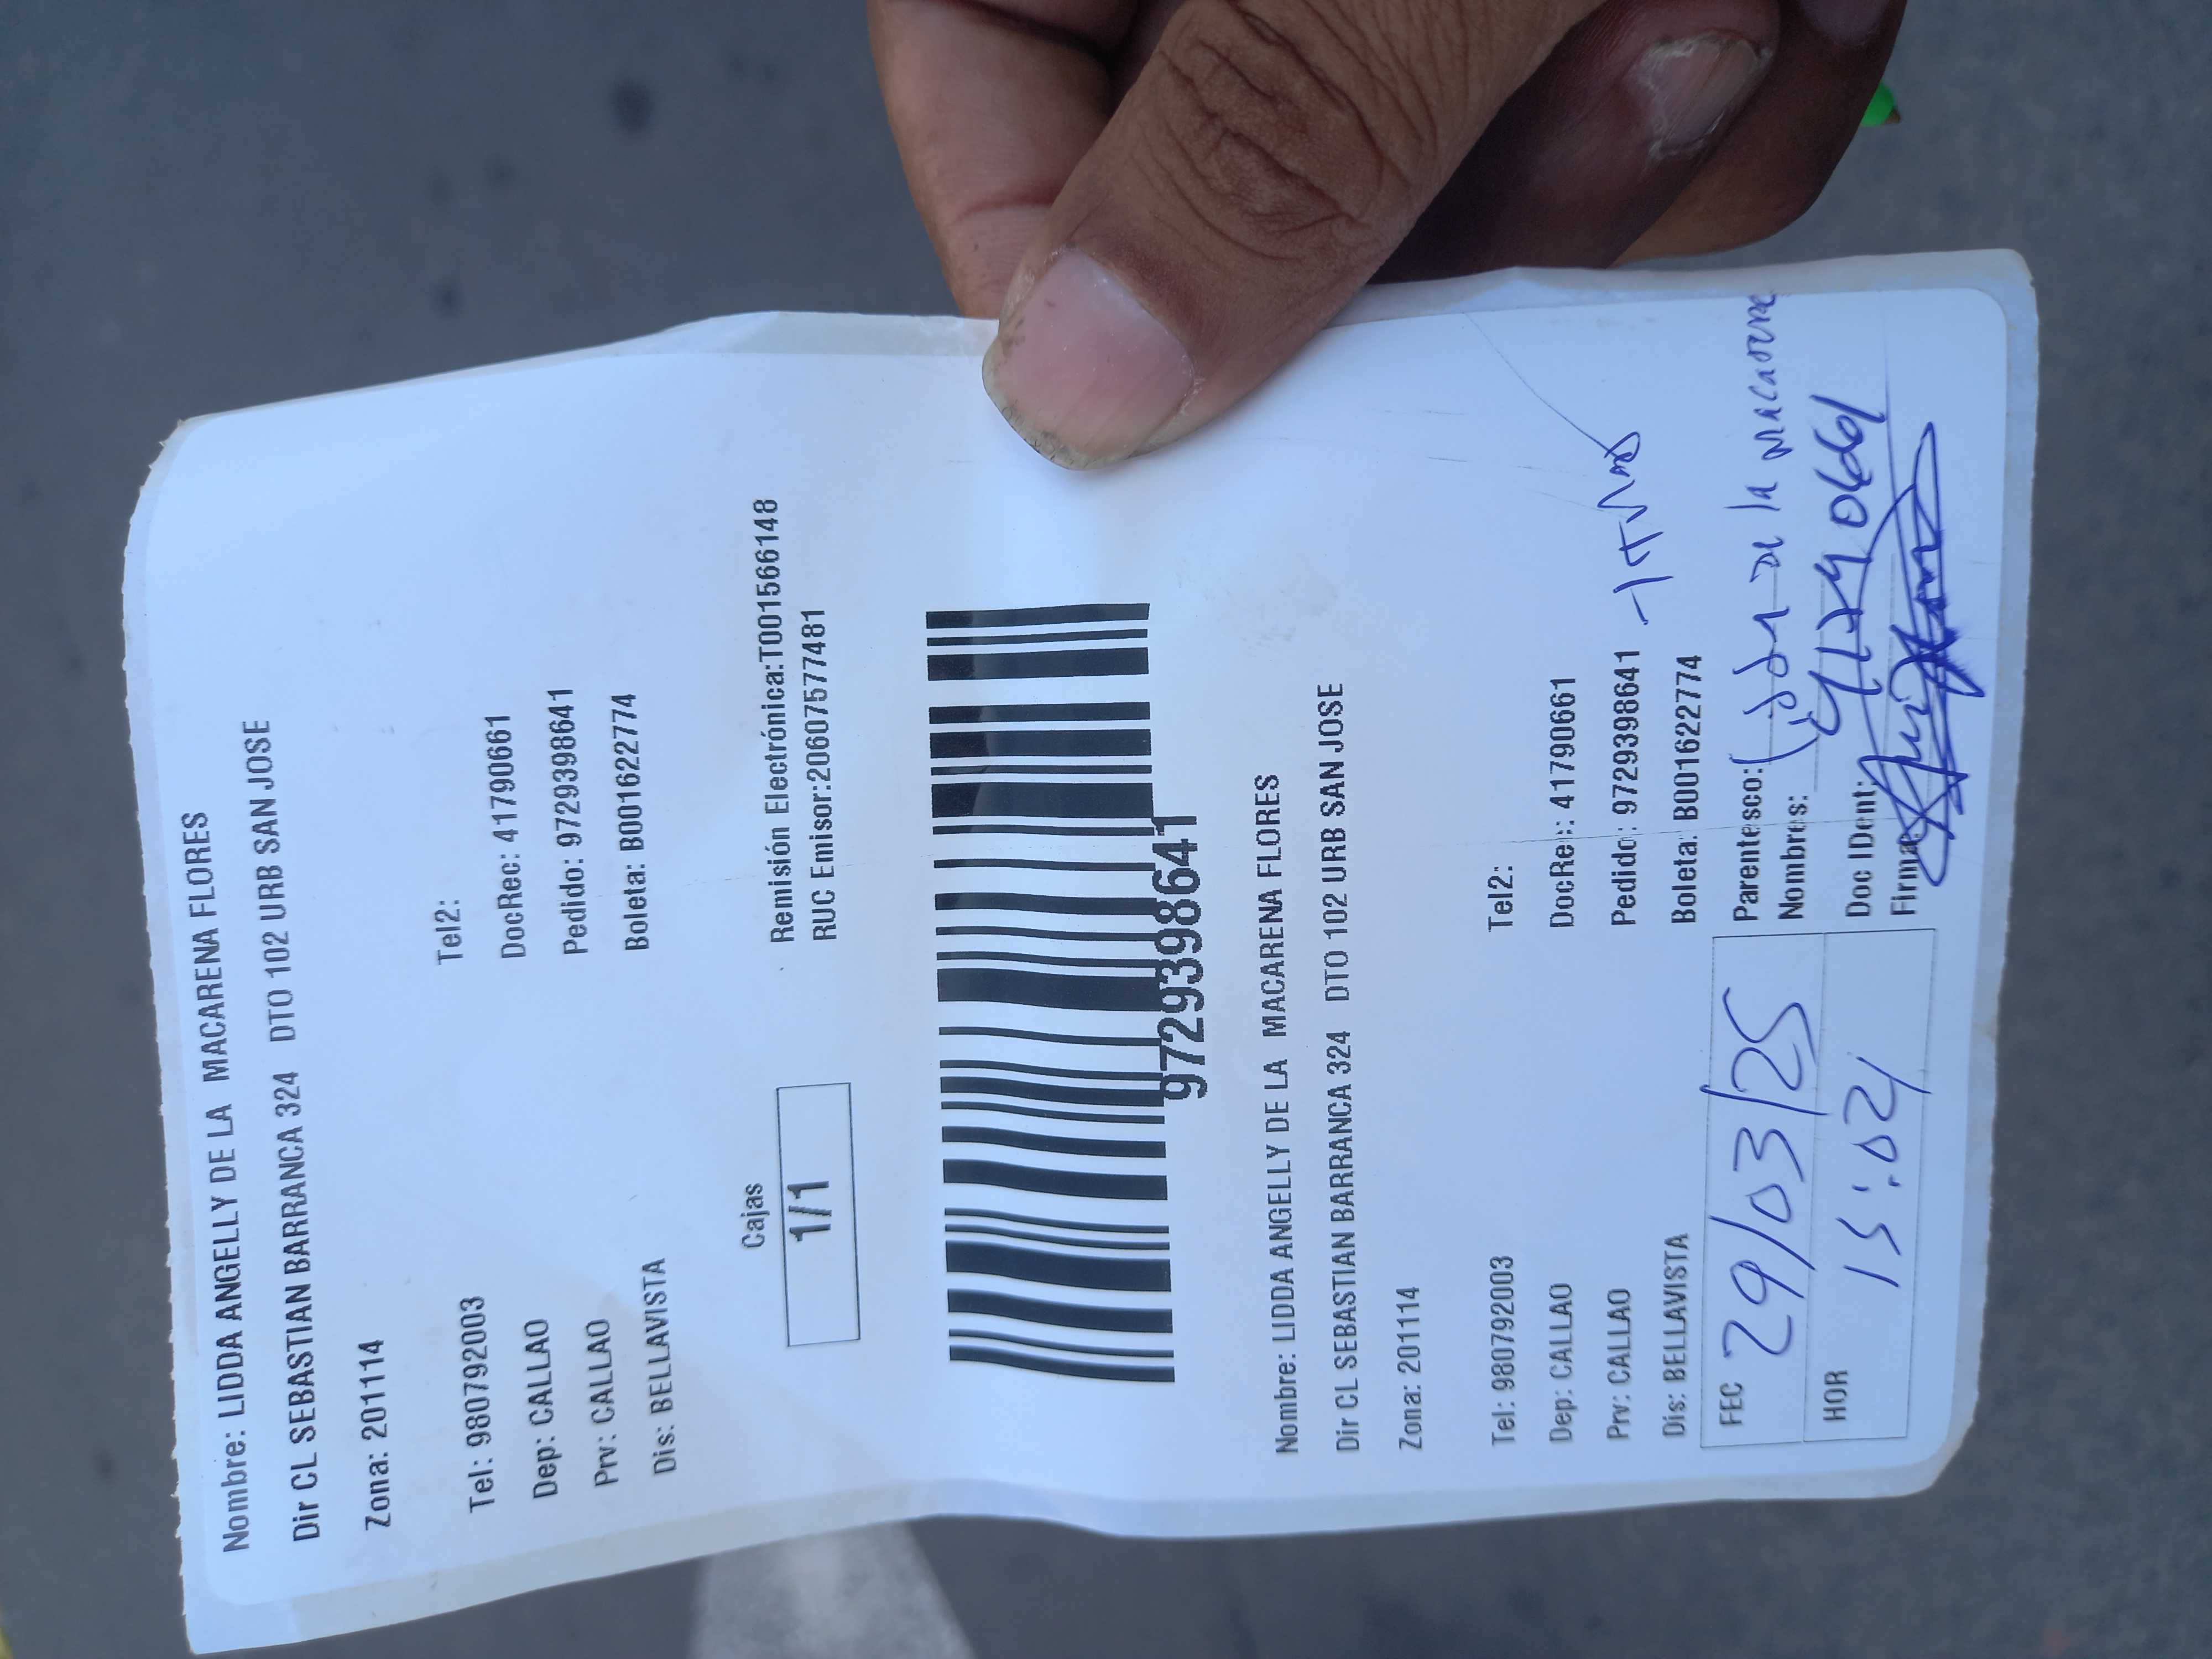 Nombre: LIDDA ANGELLY DE LA MACARENA FLORES
Dir CL SEBASTIAN BARRANCA 324 DTO 102 URB SAN JOSE
Zona: 201114
Tel: 980792003 Tel2:
Dep: CALLAO DocRec: 41790661
Prv: CALLAO Pedido: 9729398641
Dis: BELLAVISTA Boleta: B001622774
Cajas
1/1
Remisión Electrónica:T001566148
RUC Emisor:20607577481
9729398641
Nombre: LIDDA ANGELLY DE LA MACARENA FLORES
Dir CL SEBASTIAN BARRANCA 324 DTO 102 URB SAN JOSE
Zona: 201114
Tel: 980792003 Tel2:
Dep: CALLAO DocRec: 41790661
Prv: CALLAO Pedido: 9729398641
Dis: BELLAVISTA Boleta: B001622774
FEC 29/03/25
HOR 15:02
Parentesco:
Nombres: de la Macarena
Doc IDent: 41790661
Firma: